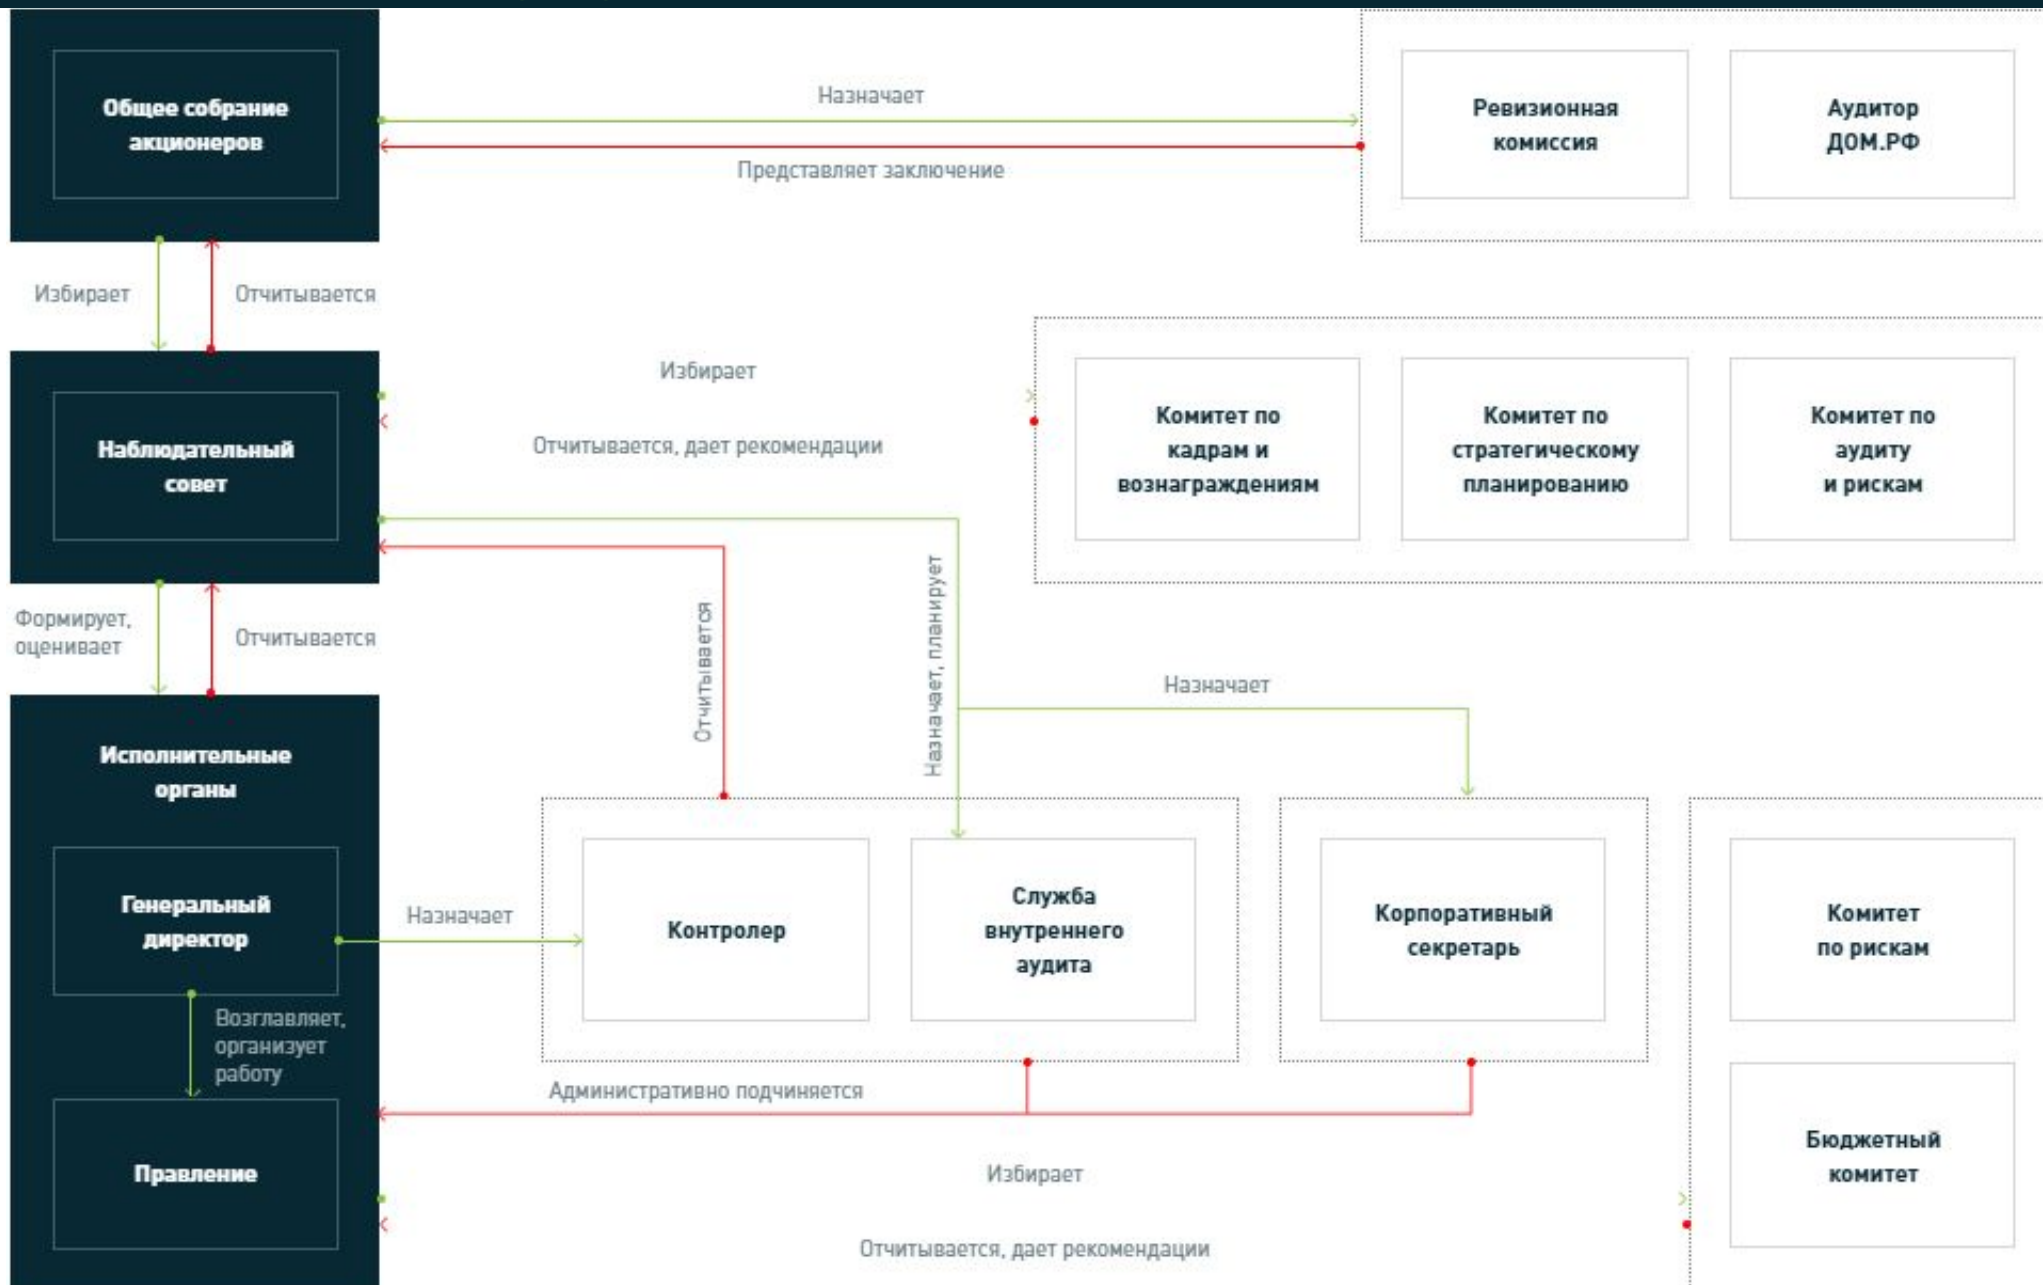 Общее собрание
акционеров
Назначает
Представляет заключение
Ревизионная
комиссия
Аудитор
ДОМ.РФ
Избирает
Отчитывается
Наблюдательный
совет
Избирает
Отчитывается, дает рекомендации
Комитет по
кадрам и
вознаграждениям
Комитет по
стратегическому
планированию
Комитет по
аудиту
и рискам
Формирует,
оценивает
Отчитывается
Отчитывается
Назначает, планирует
Назначает
Исполнительные
органы
Генеральный
директор
Назначает
Контролер
Служба
внутреннего
аудита
Корпоративный
секретарь
Комитет
по рискам
Возглавляет,
организует
работу
Административно подчиняется
Правление
Избирает
Отчитывается, дает рекомендации
Бюджетный
комитет